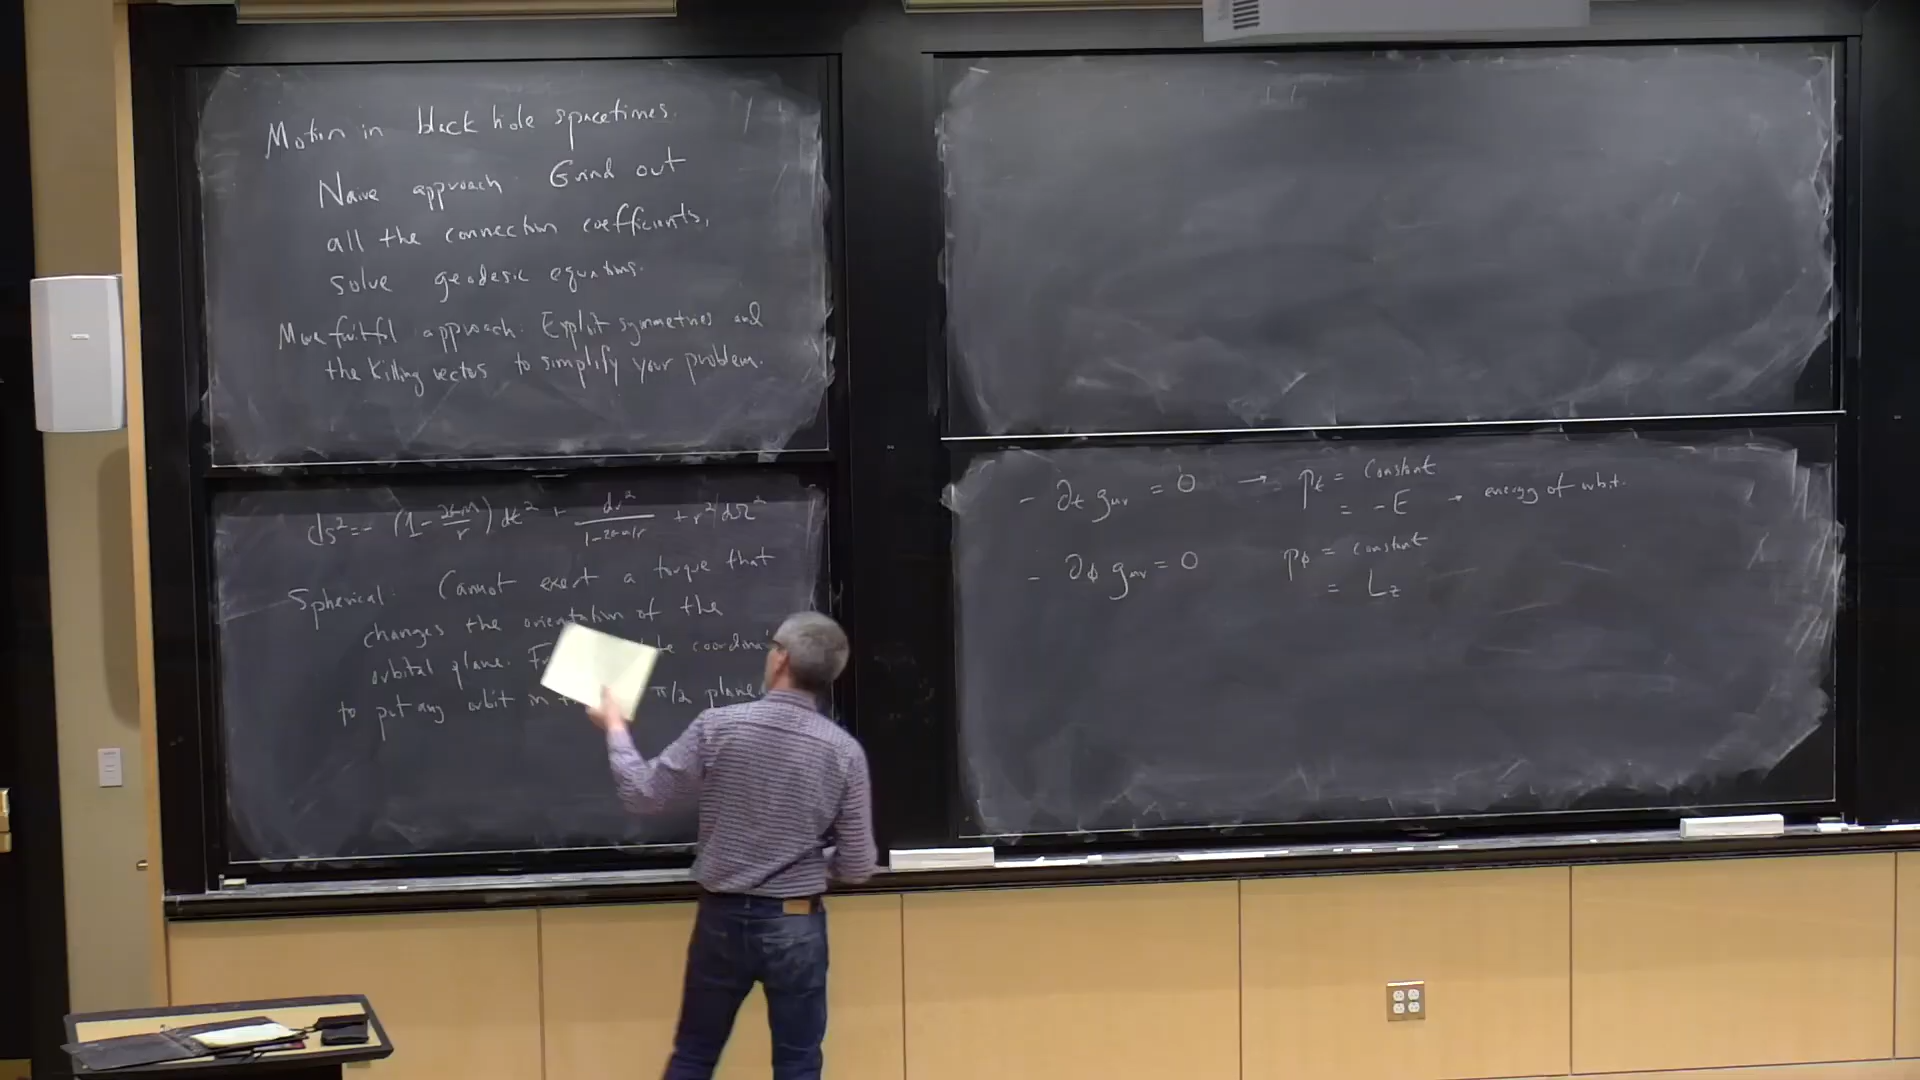 Motion in black hole spacetimes.
Naive approach: Grind out
all the connection coefficients,
solve geodesic equations.
More fruitful approach: Exploit symmetries and
the Killing vectors to simplify your problem.
ds² = - (1 - 2GM/r) dt² + dr²/(1-2GM/r) + r² dΩ²
Spherical: Cannot exert a torque that
changes the orientation of the
orbital plane.
to put any orbit in π/2 plane.
- ∂t gμν = 0 → pt = constant
= -E → energy of orbit.
- ∂ϕ gμν = 0 pϕ = constant
= Lz